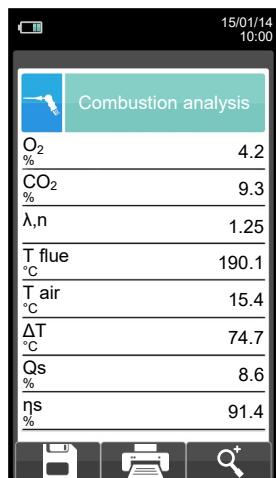 15/01/14
10:00
Combustion analysis
O₂
% 4.2
CO₂
% 9.3
λ,n 1.25
T flue
°C 190.1
T air
°C 15.4
ΔT
°C 74.7
Qs
% 8.6
ηs
% 91.4